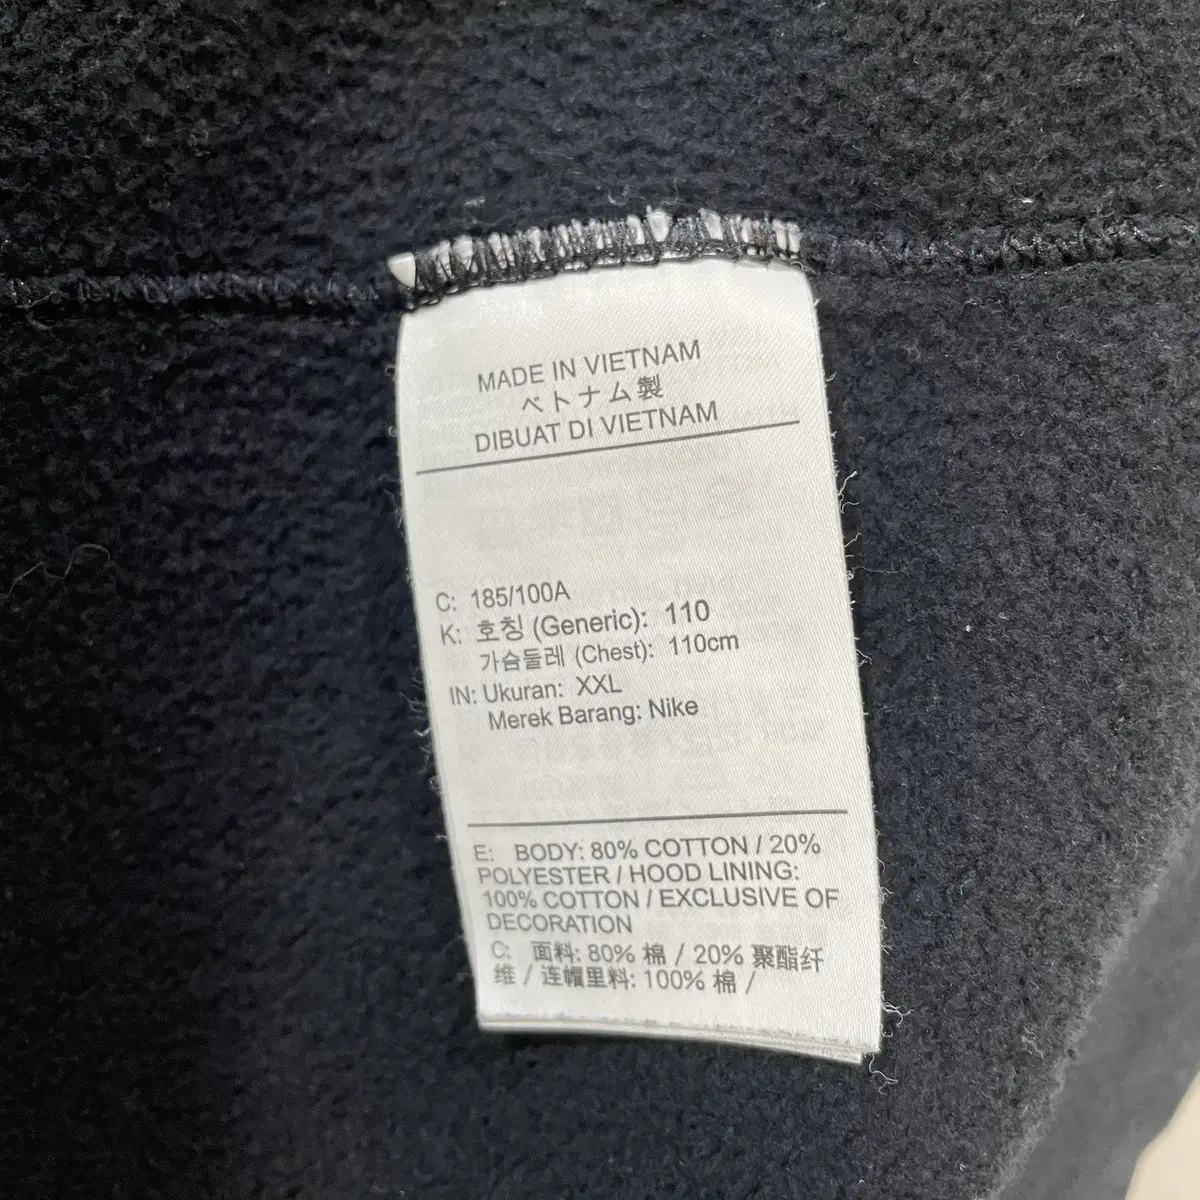 MADE IN VIETNAM
ベトナム製
DIBUAT DI VIETNAM
C: 185/100A
K: 호칭 (Generic): 110
가슴둘레 (Chest): 110cm
IN: Ukuran: XXL
Merek Barang: Nike
E: BODY: 80% COTTON / 20%
POLYESTER / HOOD LINING:
100% COTTON / EXCLUSIVE OF
DECORATION
C: 面料: 80% 棉 / 20% 聚酯纤
维 / 连帽里料: 100% 棉 /